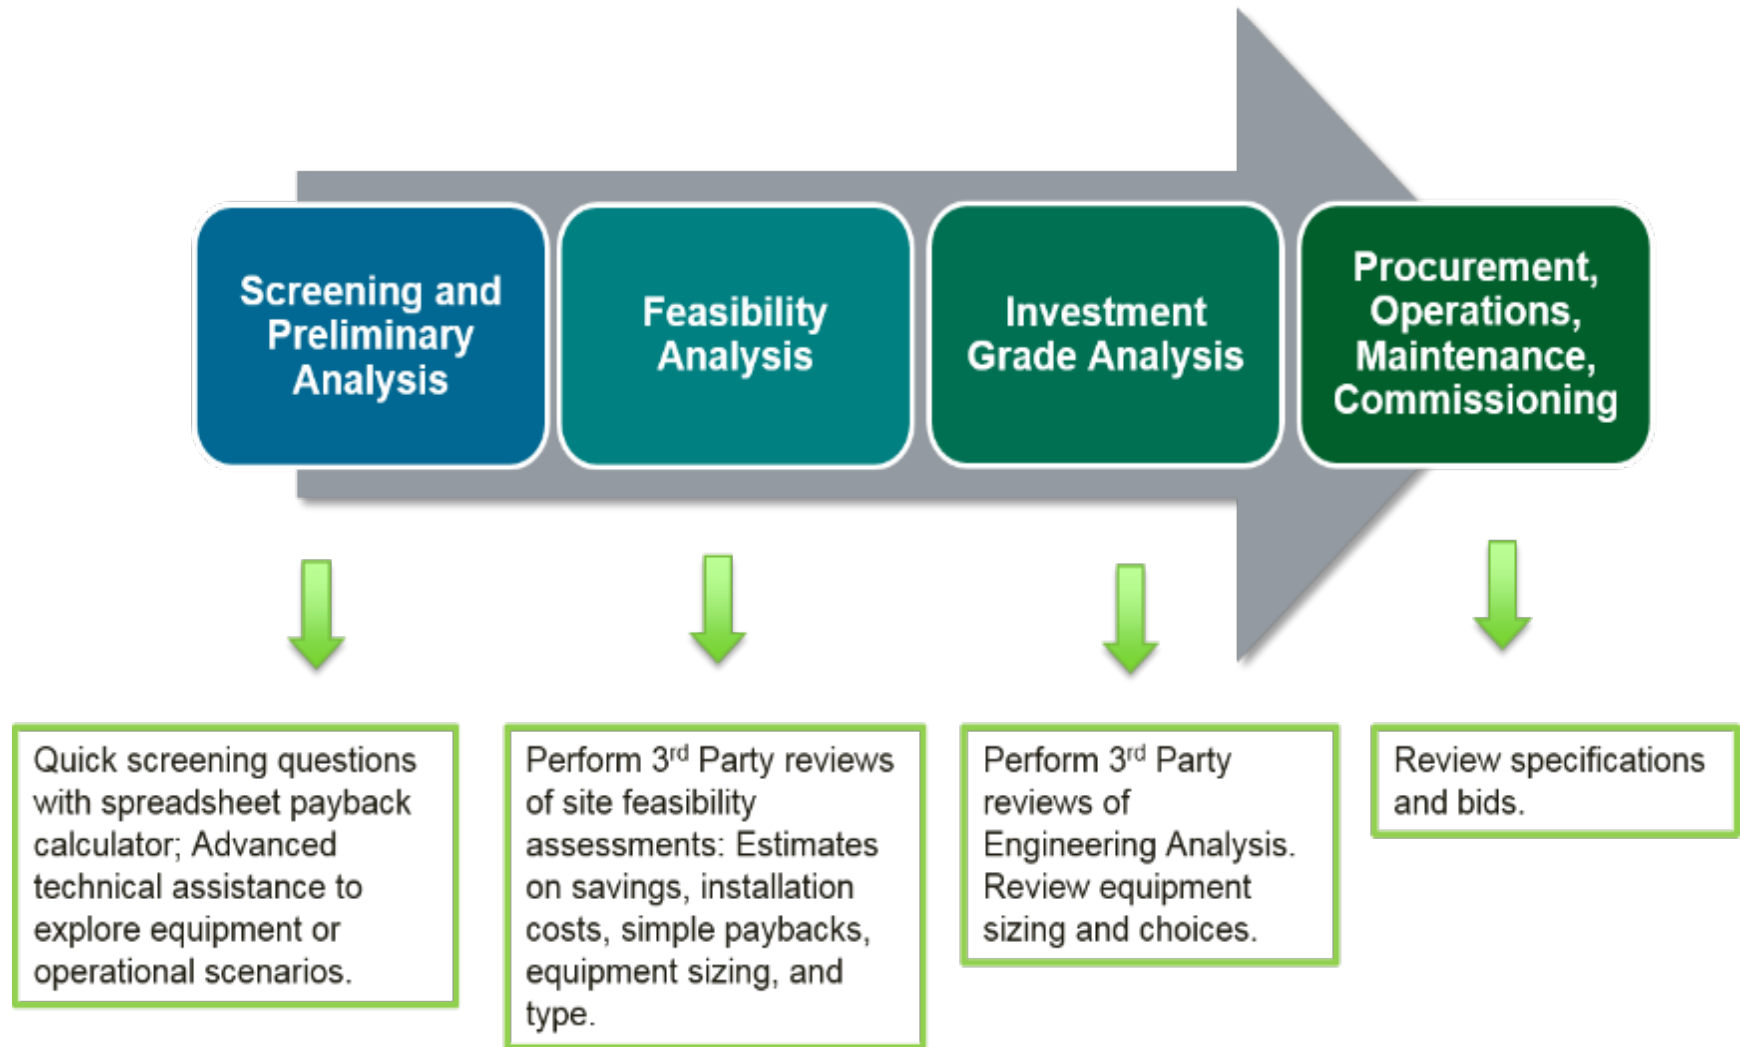 Screening and
Preliminary
Analysis
Feasibility
Analysis
Investment
Grade Analysis
Procurement,
Operations,
Maintenance,
Commissioning
Quick screening questions
with spreadsheet payback
calculator; Advanced
technical assistance to
explore equipment or
operational scenarios.
Perform 3rd Party reviews
of site feasibility
assessments: Estimates
on savings, installation
costs, simple paybacks,
equipment sizing, and
type.
Perform 3rd Party
reviews of
Engineering Analysis.
Review equipment
sizing and choices.
Review specifications
and bids.